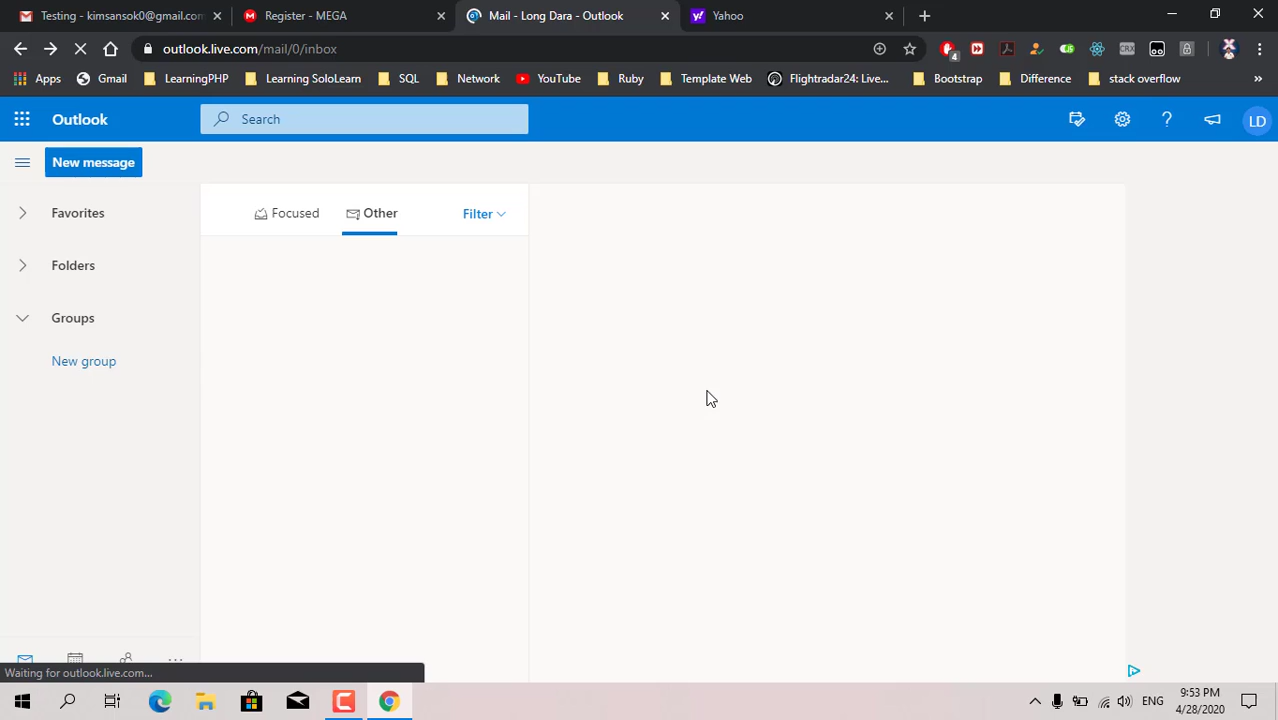 Testing - kimsansok0@gmail.com
Register - MEGA
Mail - Long Dara - Outlook
Yahoo
outlook.live.com/mail/0/inbox
4
CRX
Apps
Gmail
LearningPHP
Learning SoloLearn
SQL
Network
YouTube
Ruby
Template Web
Flightradar24: Live...
Bootstrap
Difference
stack overflow
»
Outlook
Search
LD
New message
Favorites
Focused
Other
Filter
Folders
Groups
New group
Waiting for outlook.live.com...
ENG
9:53 PM
4/28/2020